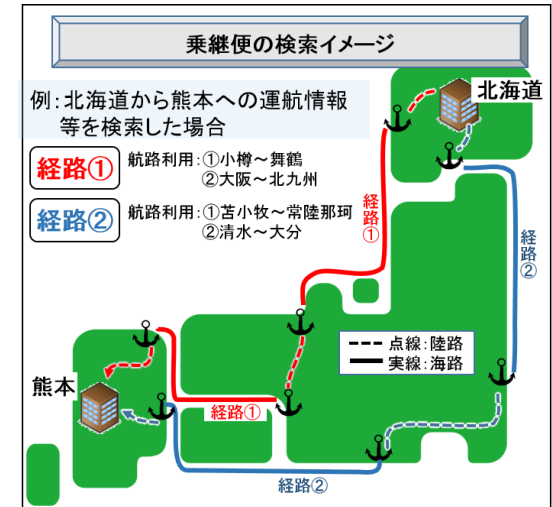 乗継便の検索イメージ
例:北海道から熊本への運航情報
等を検索した場合
経路①
航路利用:①小樽～舞鶴
②大阪～北九州
経路②
航路利用:①苫小牧～常陸那珂
②清水～大分
北海道
経路①
経路②
点線:陸路
実線:海路
熊本
経路①
経路②